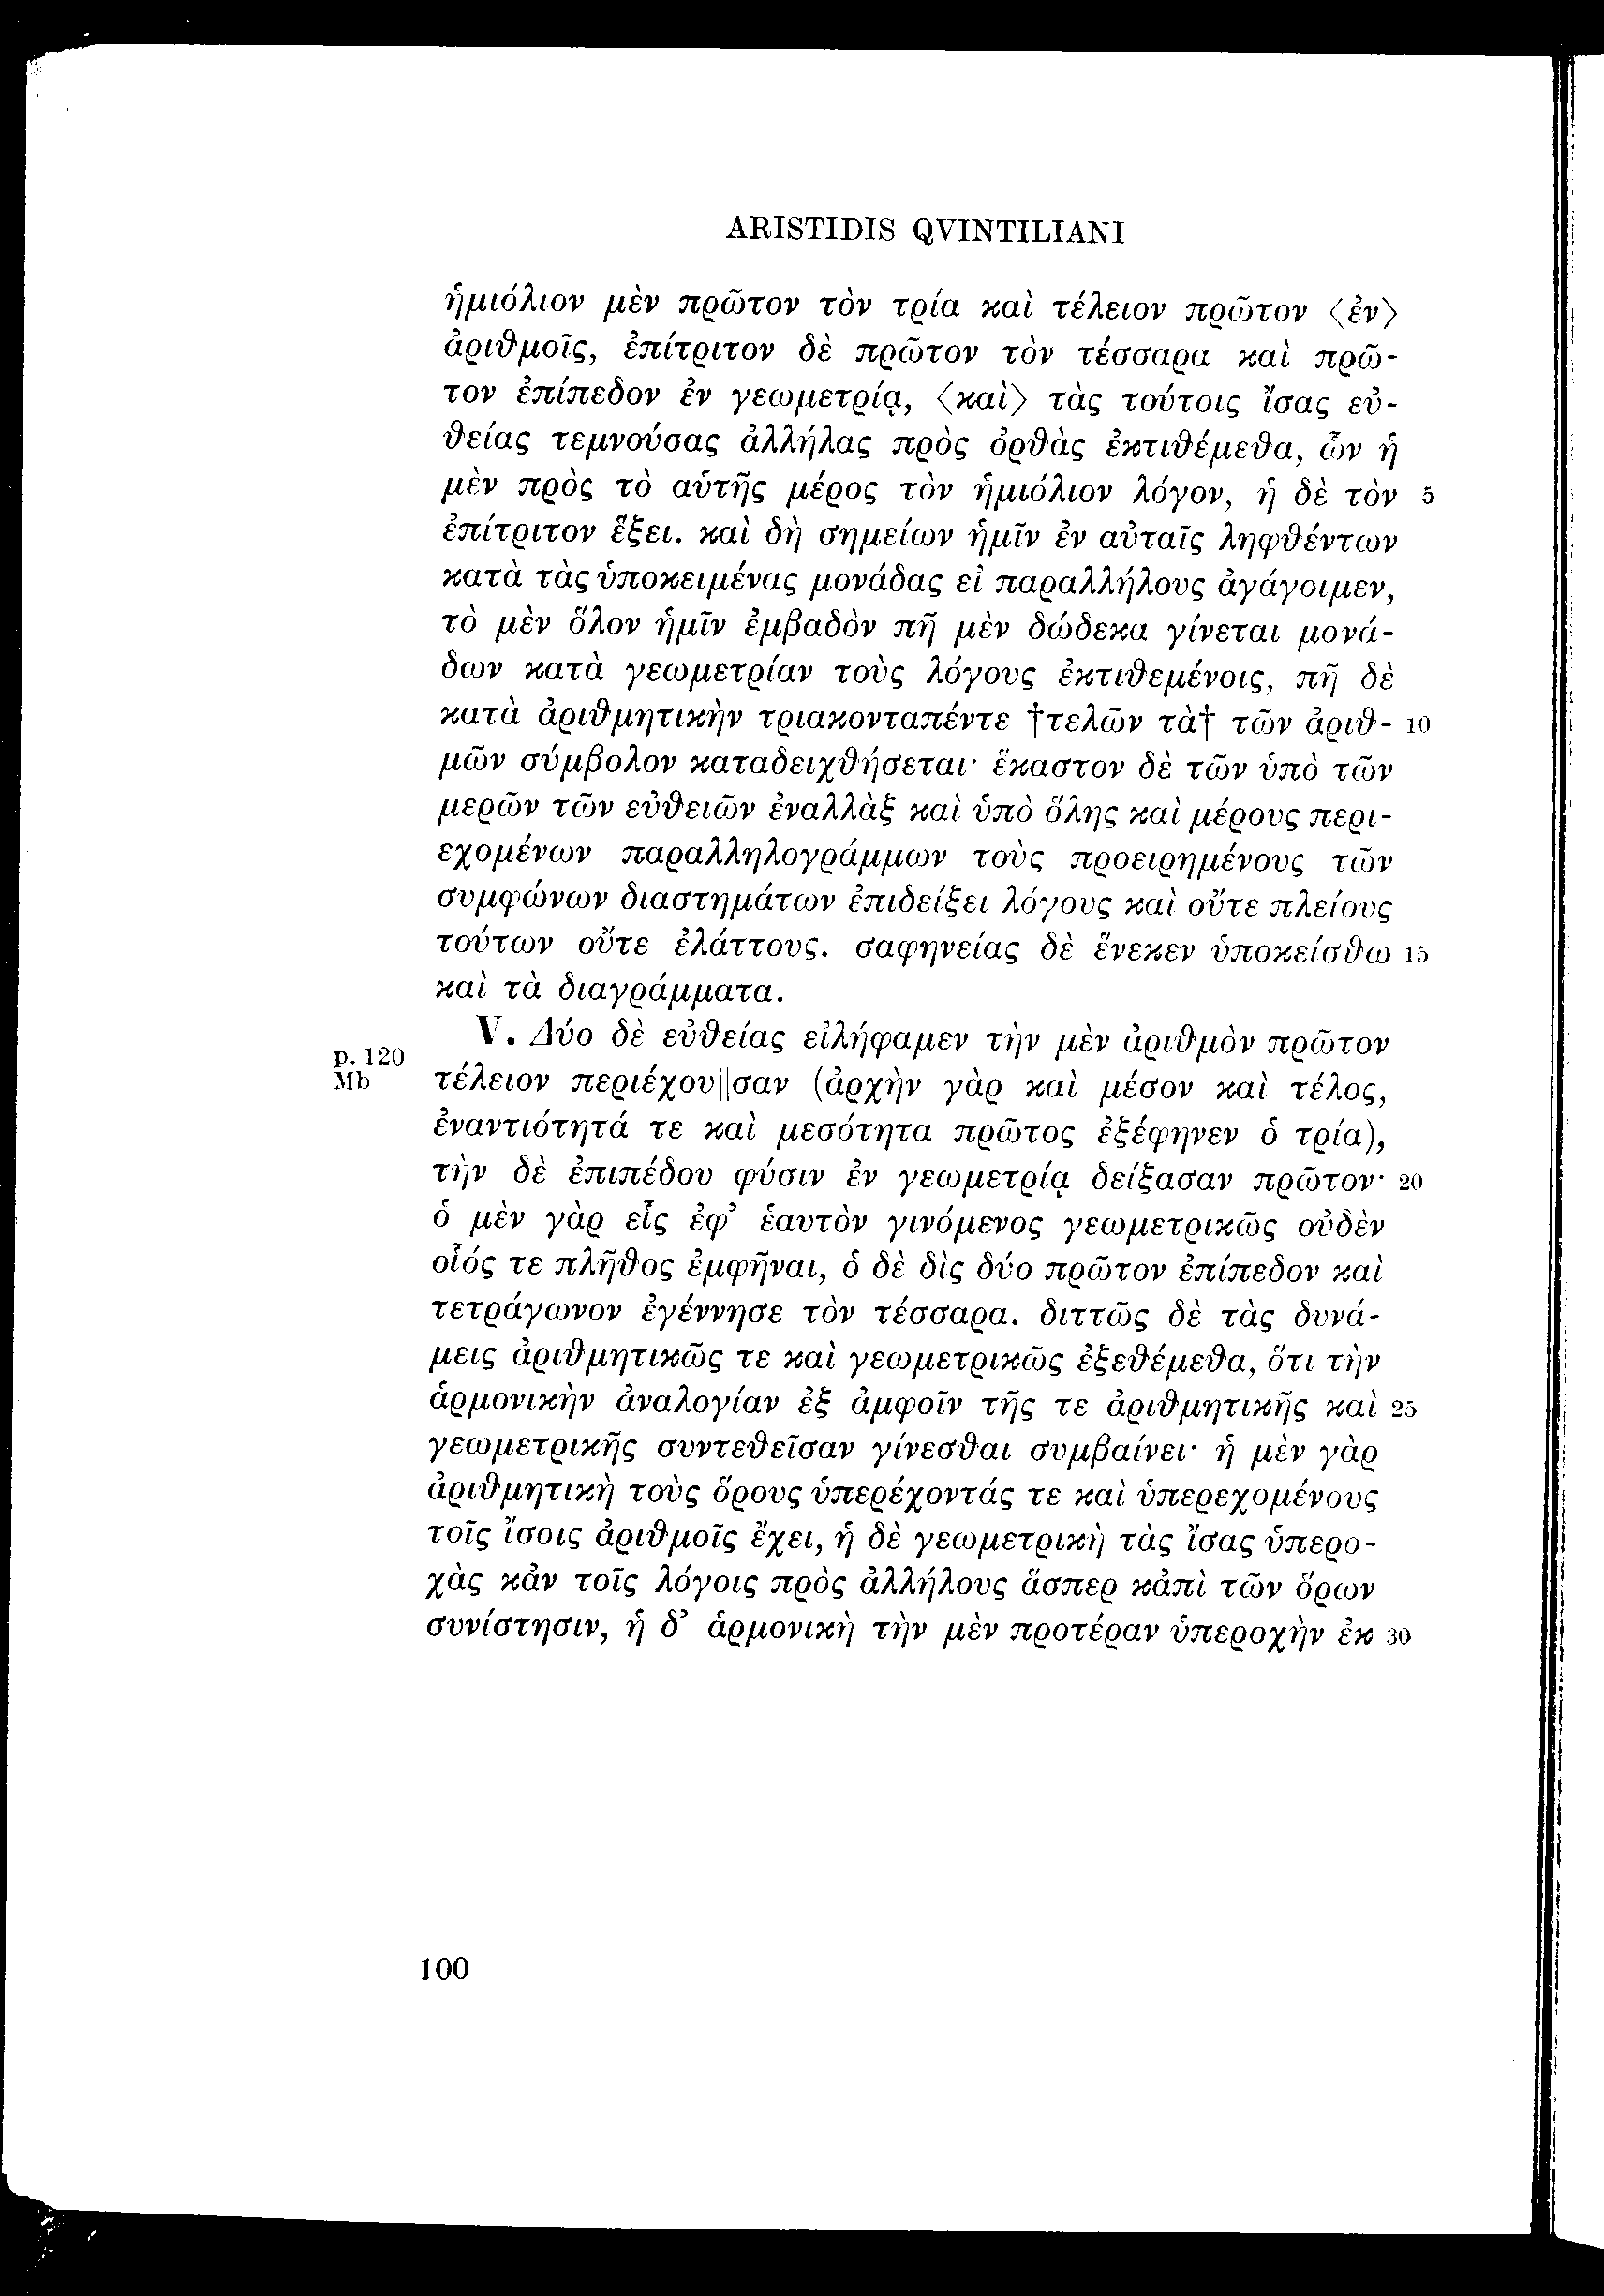 ARISTIDIS QVINTILIANI
ἡμιόλιον μὲν πρῶτον τὸν τρία καὶ τέλειον πρῶτον ⟨ἐν⟩
ἀριθμοῖς, ἐπίτριτον δὲ πρῶτον τὸν τέσσαρα καὶ πρῶ-
τον ἐπίπεδον ἐν γεωμετρίᾳ, ⟨καὶ⟩ τὰς τούτοις ἴσας εὐ-
θείας τεμνούσας ἀλλήλας πρὸς ὀρθὰς ἐκτιθέμεθα, ὧν ἡ
μὲν πρὸς τὸ αὑτῆς μέρος τὸν ἡμιόλιον λόγον, ἡ δὲ τὸν 5
ἐπίτριτον ἕξει. καὶ δὴ σημείων ἡμῖν ἐν αὐταῖς ληφθέντων
κατὰ τὰς ὑποκειμένας μονάδας εἰ παραλλήλους ἀγάγοιμεν,
τὸ μὲν ὅλον ἡμῖν ἐμβαδὸν πῆ μὲν δώδεκα γίνεται μονά-
δων κατὰ γεωμετρίαν τοὺς λόγους ἐκτιθεμένοις, πῆ δὲ
κατὰ ἀριθμητικὴν τριακονταπέντε †τελῶν τὰ† τῶν ἀριθ- 10
μῶν σύμβολον καταδειχθήσεται· ἕκαστον δὲ τῶν ὑπὸ τῶν
μερῶν τῶν εὐθειῶν ἐναλλὰξ καὶ ὑπὸ ὅλης καὶ μέρους περι-
εχομένων παραλληλογράμμων τοὺς προειρημένους τῶν
συμφώνων διαστημάτων ἐπιδείξει λόγους καὶ οὔτε πλείους
τούτων οὔτε ἐλάττους. σαφηνείας δὲ ἕνεκεν ὑποκείσθω 15
καὶ τὰ διαγράμματα.
V. Δύο δὲ εὐθείας εἰλήφαμεν τὴν μὲν ἀριθμὸν πρῶτον
p. 120
Mb τέλειον περιέχου||σαν (ἀρχὴν γὰρ καὶ μέσον καὶ τέλος,
ἐναντιότητά τε καὶ μεσότητα πρῶτος ἐξέφηνεν ὁ τρία),
τὴν δὲ ἐπιπέδου φύσιν ἐν γεωμετρίᾳ δείξασαν πρῶτον· 20
ὁ μὲν γὰρ εἷς ἐφ’ ἑαυτὸν γινόμενος γεωμετρικῶς οὐδὲν
οἷός τε πλῆθος ἐμφῆναι, ὁ δὲ δὶς δύο πρῶτον ἐπίπεδον καὶ
τετράγωνον ἐγέννησε τὸν τέσσαρα. διττῶς δὲ τὰς δυνά-
μεις ἀριθμητικῶς τε καὶ γεωμετρικῶς ἐξεθέμεθα, ὅτι τὴν
ἁρμονικὴν ἀναλογίαν ἐξ ἀμφοῖν τῆς τε ἀριθμητικῆς καὶ 25
γεωμετρικῆς συντεθεῖσαν γίνεσθαι συμβαίνει· ἡ μὲν γὰρ
ἀριθμητικὴ τοὺς ὅρους ὑπερέχοντάς τε καὶ ὑπερεχομένους
τοῖς ἴσοις ἀριθμοῖς ἔχει, ἡ δὲ γεωμετρικὴ τὰς ἴσας ὑπερο-
χὰς κἀν τοῖς λόγοις πρὸς ἀλλήλους ἅσπερ κἀπὶ τῶν ὅρων
συνίστησιν, ἡ δ’ ἁρμονικὴ τὴν μὲν προτέραν ὑπεροχὴν ἐκ 30
100